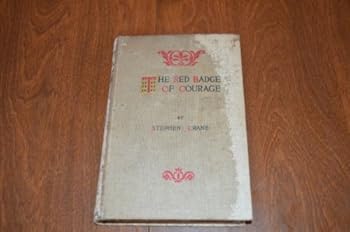 THE RED BADGE
OF COURAGE
BY
STEPHEN CRANE